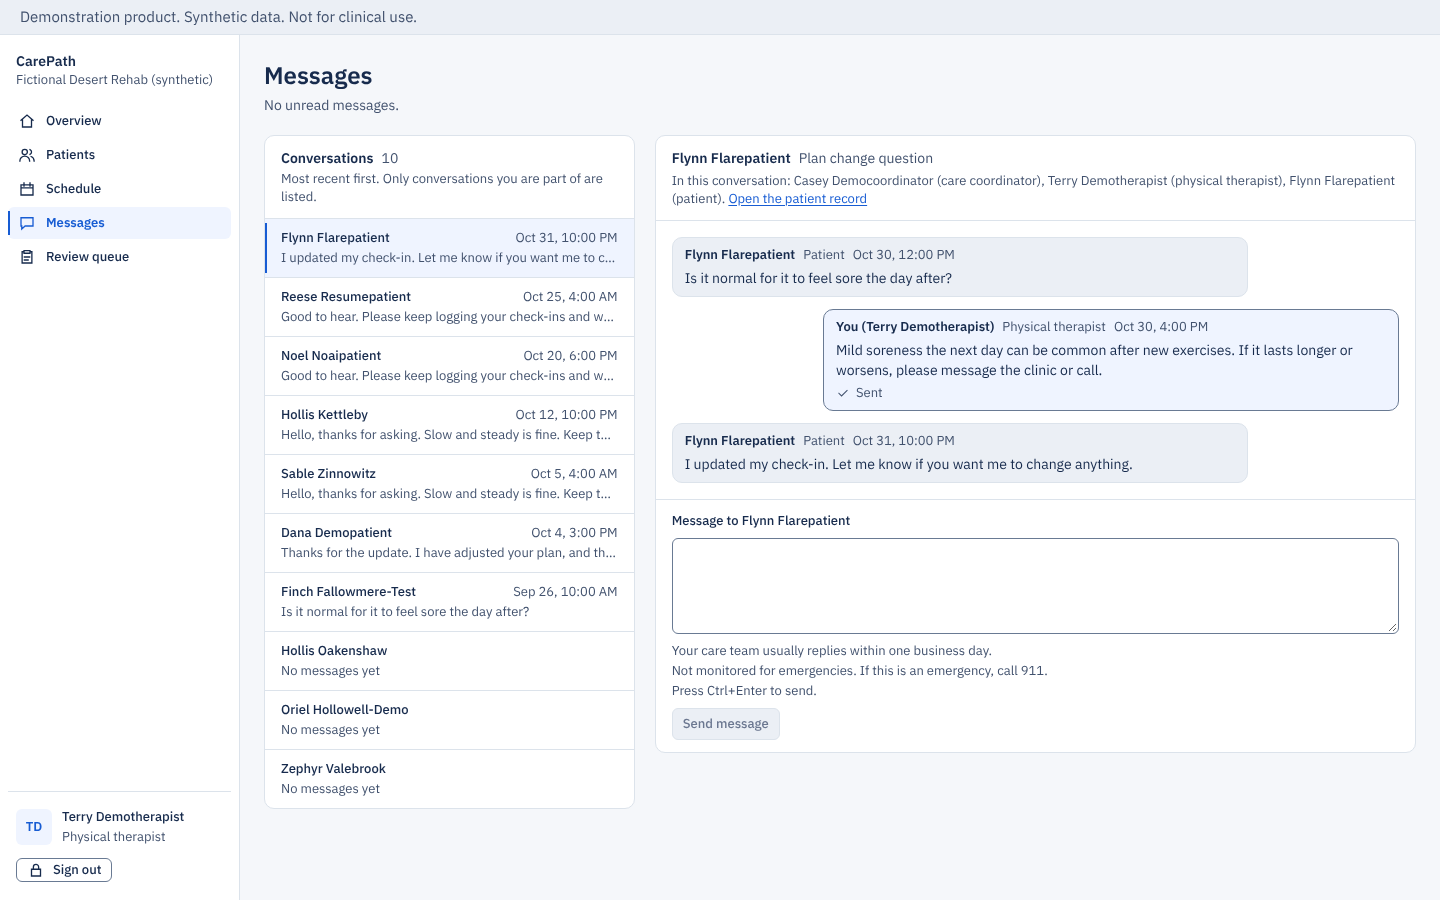 Demonstration product. Synthetic data. Not for clinical use.
CarePath
Fictional Desert Rehab (synthetic)
Overview
Patients
Schedule
Messages
Review queue
TD
Terry Demotherapist
Physical therapist
Sign out
Messages
No unread messages.
Conversations 10
Most recent first. Only conversations you are part of are
listed.
Flynn Flarepatient Oct 31, 10:00 PM
I updated my check-in. Let me know if you want me to c...
Reese Resumepatient Oct 25, 4:00 AM
Good to hear. Please keep logging your check-ins and w...
Noel Noaipatient Oct 20, 6:00 PM
Good to hear. Please keep logging your check-ins and w...
Hollis Kettleby Oct 12, 10:00 PM
Hello, thanks for asking. Slow and steady is fine. Keep t...
Sable Zinnowitz Oct 5, 4:00 AM
Hello, thanks for asking. Slow and steady is fine. Keep t...
Dana Demopatient Oct 4, 3:00 PM
Thanks for the update. I have adjusted your plan, and th...
Finch Fallowmere-Test Sep 26, 10:00 AM
Is it normal for it to feel sore the day after?
Hollis Oakenshaw
No messages yet
Oriel Hollowell-Demo
No messages yet
Zephyr Valebrook
No messages yet
Flynn Flarepatient Plan change question
In this conversation: Casey Democoordinator (care coordinator), Terry Demotherapist (physical therapist), Flynn Flarepatient
(patient). Open the patient record
Flynn Flarepatient Patient Oct 30, 12:00 PM
Is it normal for it to feel sore the day after?
You (Terry Demotherapist) Physical therapist Oct 30, 4:00 PM
Mild soreness the next day can be common after new exercises. If it lasts longer or
worsens, please message the clinic or call.
Sent
Flynn Flarepatient Patient Oct 31, 10:00 PM
I updated my check-in. Let me know if you want me to change anything.
Message to Flynn Flarepatient
Your care team usually replies within one business day.
Not monitored for emergencies. If this is an emergency, call 911.
Press Ctrl+Enter to send.
Send message